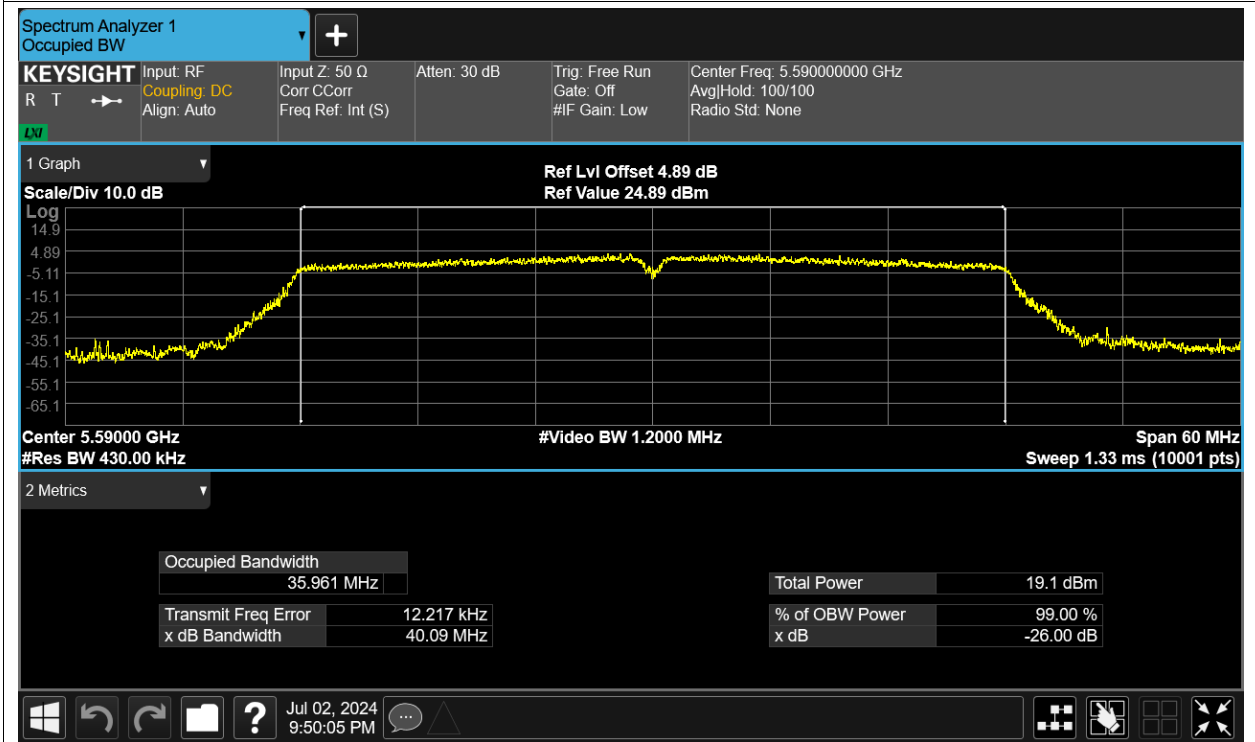 Spectrum Analyzer 1
Occupied BW
KEYSIGHT
R T
LXI
Input: RF
Coupling: DC
Align: Auto
Input Z: 50 Ω
Corr CCorr
Freq Ref: Int (S)
Atten: 30 dB
Trig: Free Run
Gate: Off
#IF Gain: Low
Center Freq: 5.590000000 GHz
Avg|Hold: 100/100
Radio Std: None
1 Graph
Scale/Div 10.0 dB
Ref Lvl Offset 4.89 dB
Ref Value 24.89 dBm
Log
14.9
4.89
-5.11
-15.1
-25.1
-35.1
-45.1
-55.1
-65.1
Center 5.59000 GHz
#Video BW 1.2000 MHz
Span 60 MHz
#Res BW 430.00 kHz
Sweep 1.33 ms (10001 pts)
2 Metrics
Occupied Bandwidth
35.961 MHz
Total Power 19.1 dBm
Transmit Freq Error 12.217 kHz
% of OBW Power 99.00 %
x dB Bandwidth 40.09 MHz
x dB -26.00 dB
?
Jul 02, 2024
9:50:05 PM